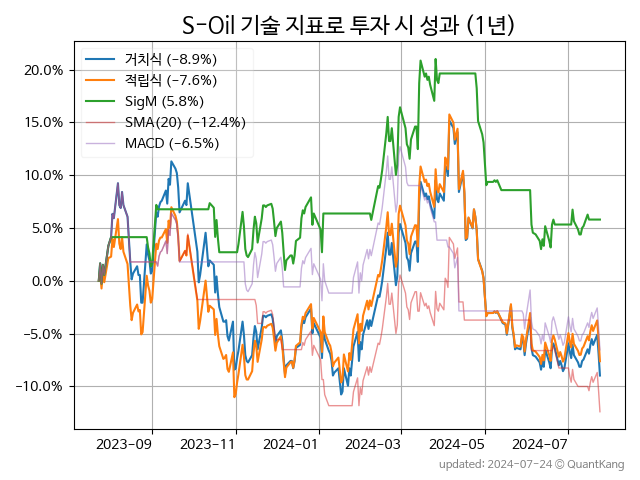 S-Oil 기술 지표로 투자 시 성과 (1년)
거치식 (-8.9%)
적립식 (-7.6%)
SigM (5.8%)
SMA(20) (-12.4%)
MACD (-6.5%)
20.0%
15.0%
10.0%
5.0%
0.0%
-5.0%
-10.0%
2023-09 2023-11 2024-01 2024-03 2024-05 2024-07
updated: 2024-07-24 © QuantKang